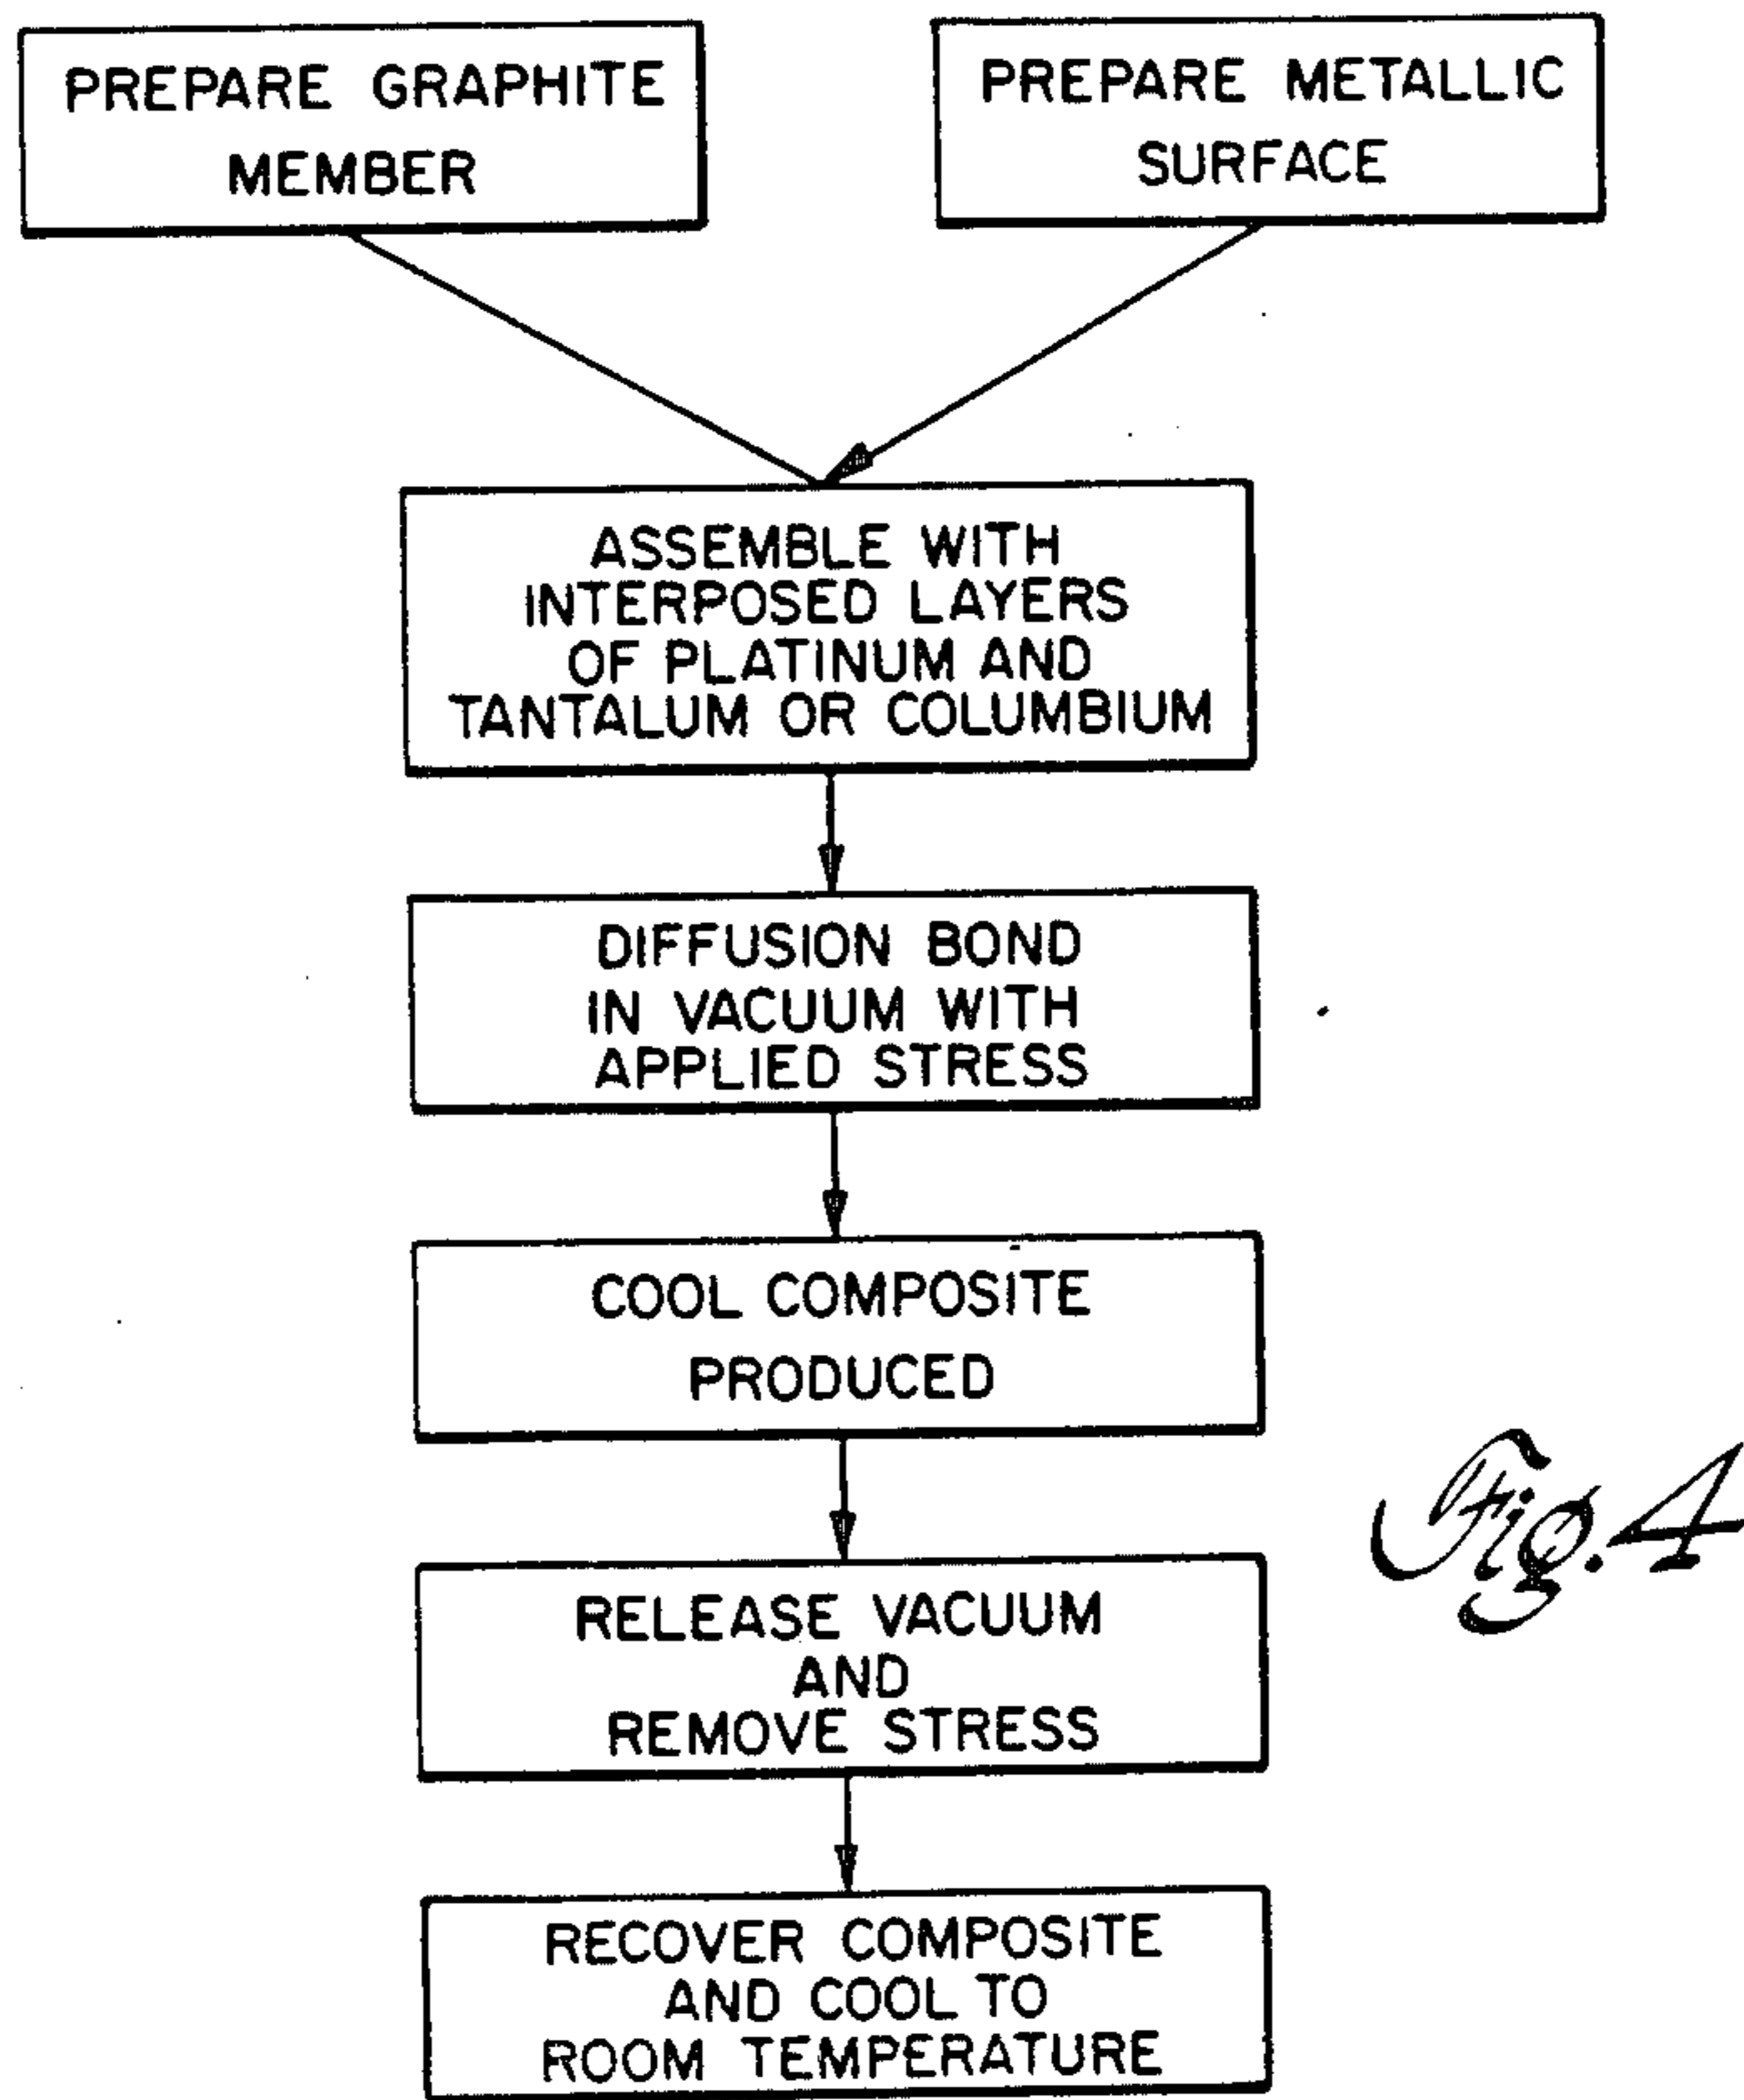 PREPARE GRAPHITE
MEMBER
PREPARE METALLIC
SURFACE
ASSEMBLE WITH
INTERPOSED LAYERS
OF PLATINUM AND
TANTALUM OR COLUMBIUM
DIFFUSION BOND
IN VACUUM WITH
APPLIED STRESS
COOL COMPOSITE
PRODUCED
RELEASE VACUUM
AND
REMOVE STRESS
RECOVER COMPOSITE
AND COOL TO
ROOM TEMPERATURE
Fig. 4